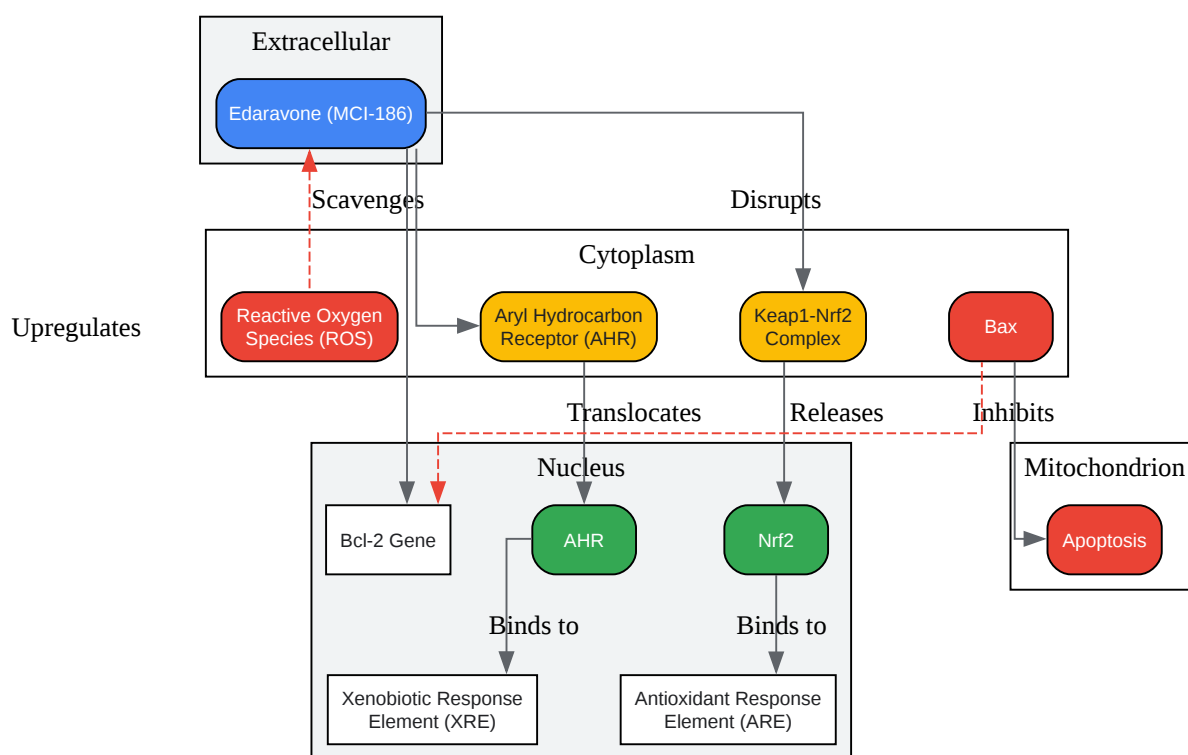 Extracellular
Edaravone (MCI-186)
Scavenges
Disrupts
Cytoplasm
Upregulates
Reactive Oxygen
Species (ROS)
Aryl Hydrocarbon
Receptor (AHR)
Keap1-Nrf2
Complex
Bax
Translocates
Releases
Inhibits
Nucleus
Mitochondrion
Bcl-2 Gene
AHR
Nrf2
Apoptosis
Binds to
Binds to
Xenobiotic Response
Element (XRE)
Antioxidant Response
Element (ARE)